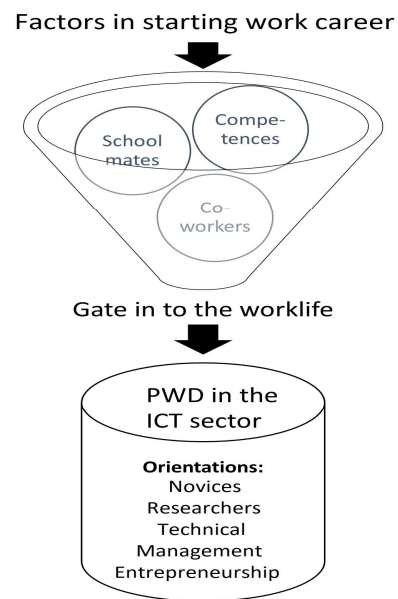 Factors in starting work career
School
mates
Compe-
tences
Co-
workers
Gate in to the worklife
PWD in the
ICT sector
Orientations:
Novices
Researchers
Technical
Management
Entrepreneurship